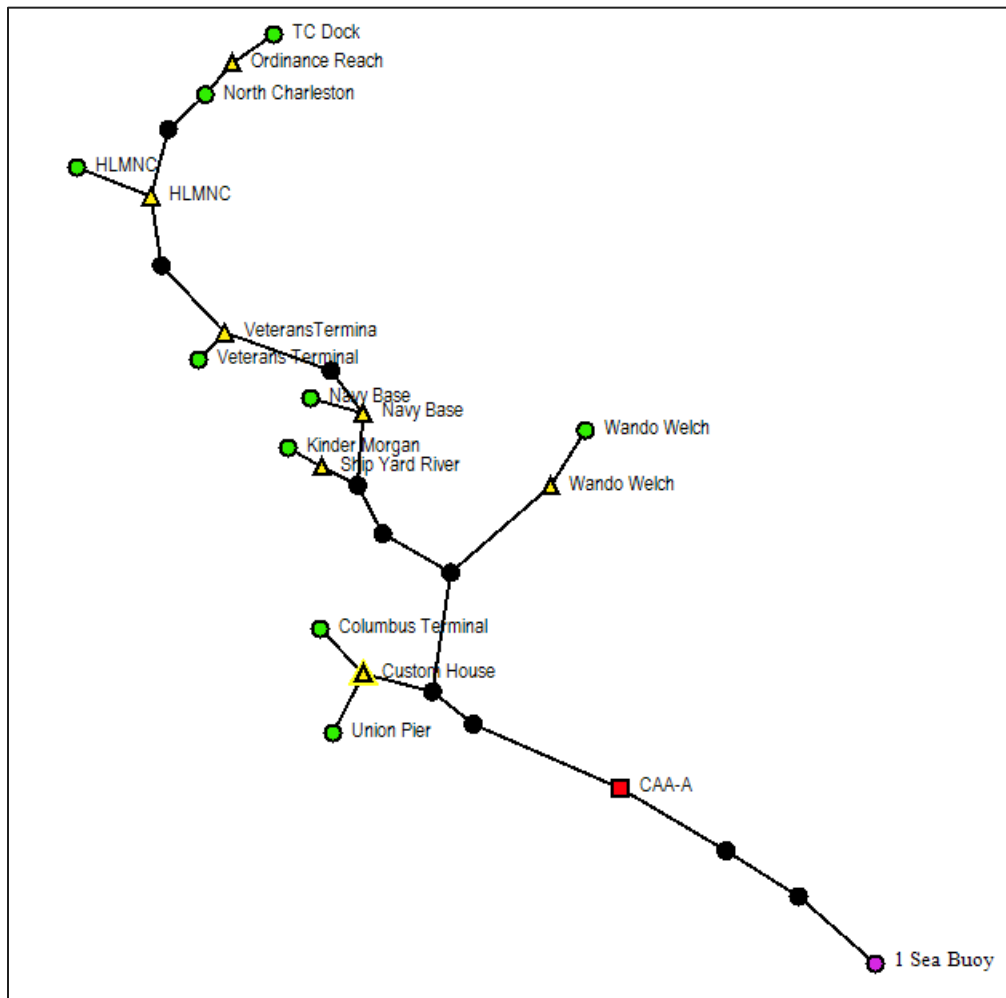 TC Dock
Ordinance Reach
North Charleston
HLMNC
HLMNC
VeteransTermina
Veterans Terminal
Navy Base
Navy Base
Kinder Morgan
Ship Yard River
Wando Welch
Wando Welch
Columbus Terminal
Custom House
Union Pier
CAA-A
1 Sea Buoy